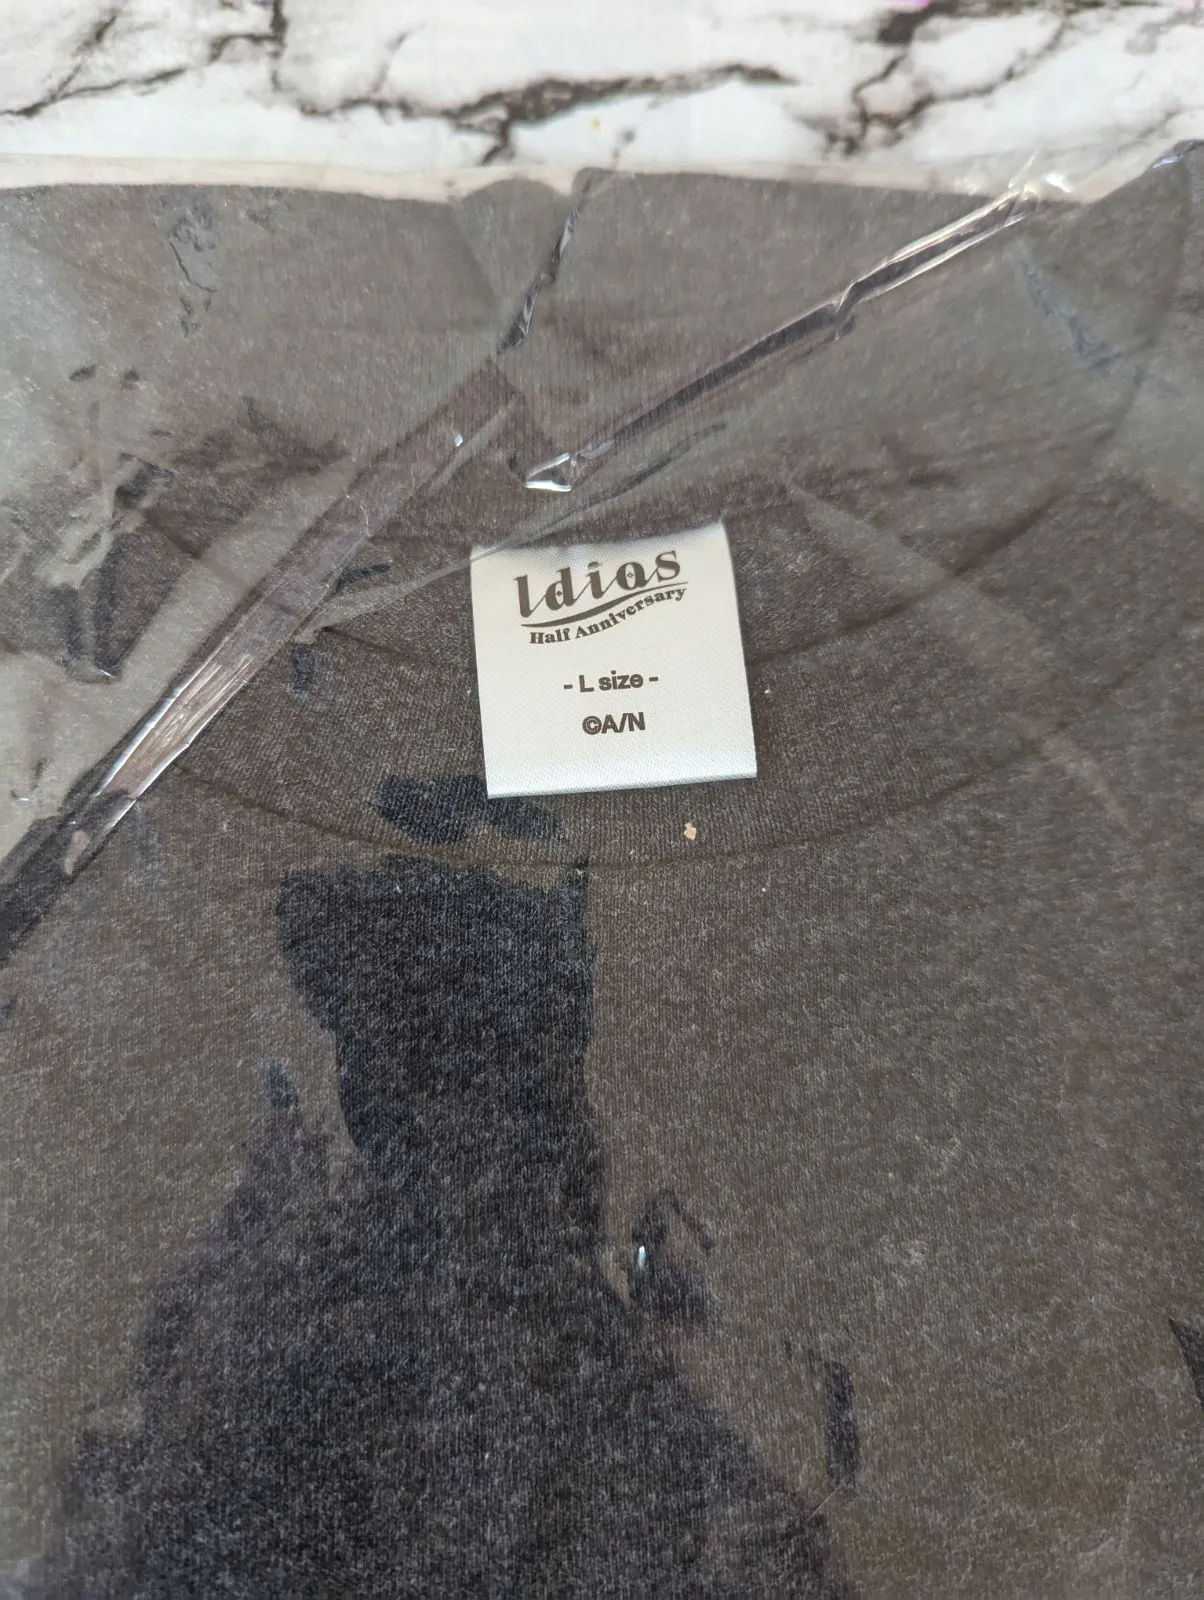 Idios
Half Anniversary
- L size -
©A/N